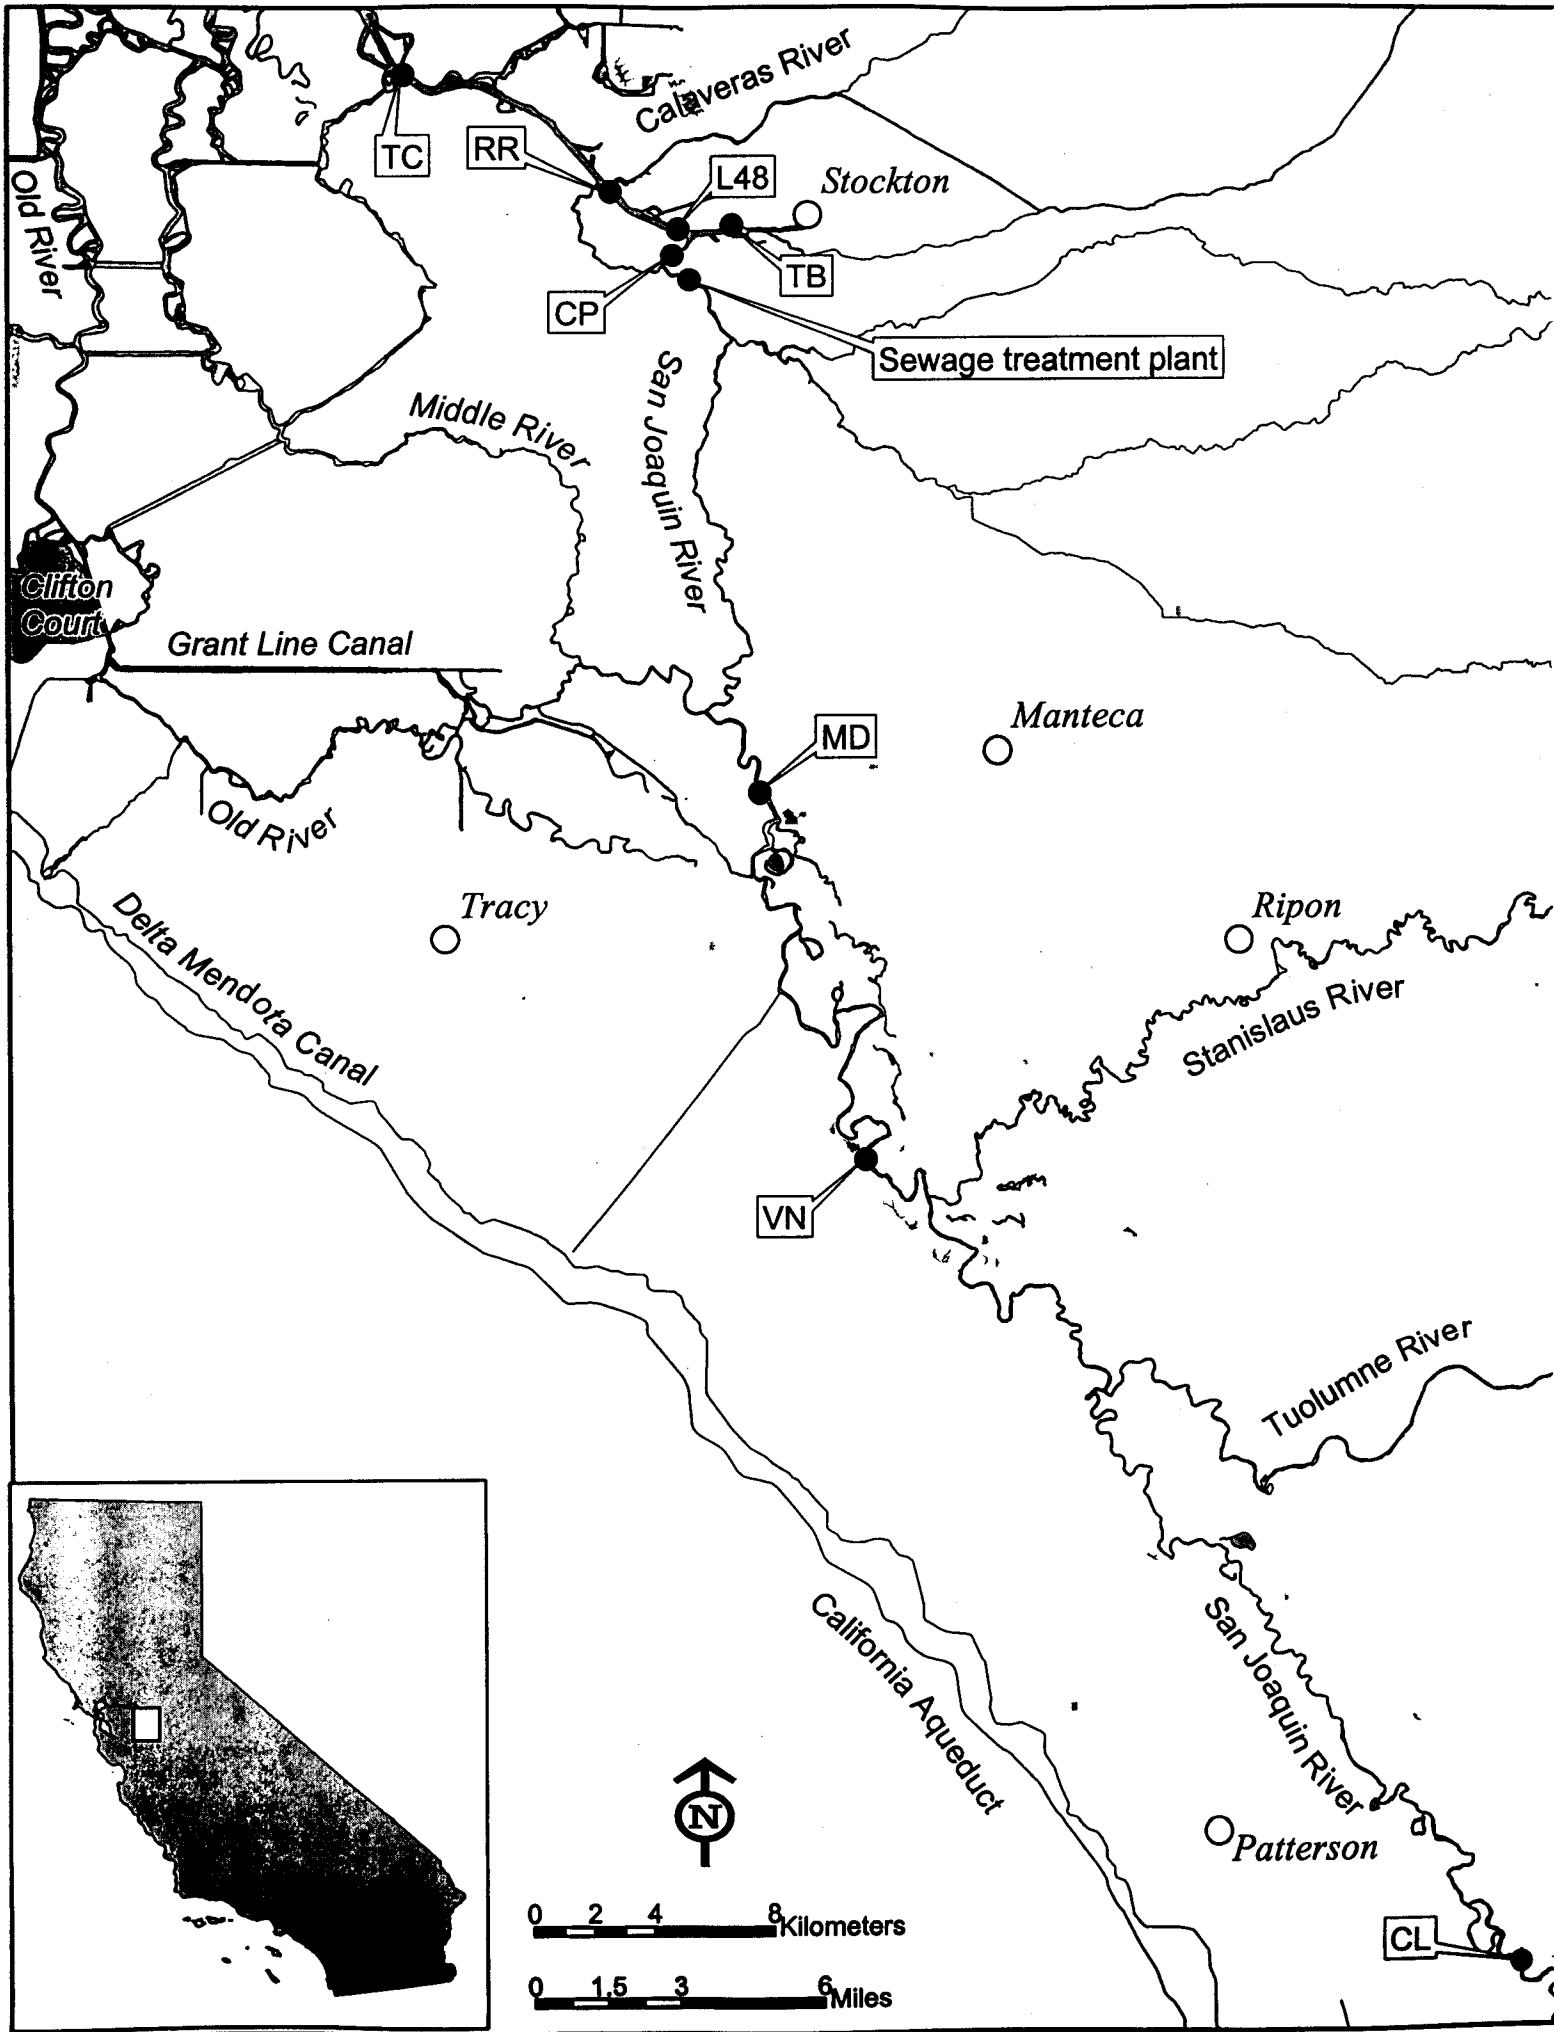 Calaveras River
TC
RR
L48
Stockton
Old River
TB
CP
Sewage treatment plant
San Joaquin River
Middle River
Clifton
Court
Grant Line Canal
Manteca
MD
Old River
Tracy
Ripon
Delta Mendota Canal
Stanislaus River
VN
Tuolumne River
California Aqueduct
San Joaquin River
N
Patterson
0 2 4 8 Kilometers
CL
0 1.5 3 6 Miles